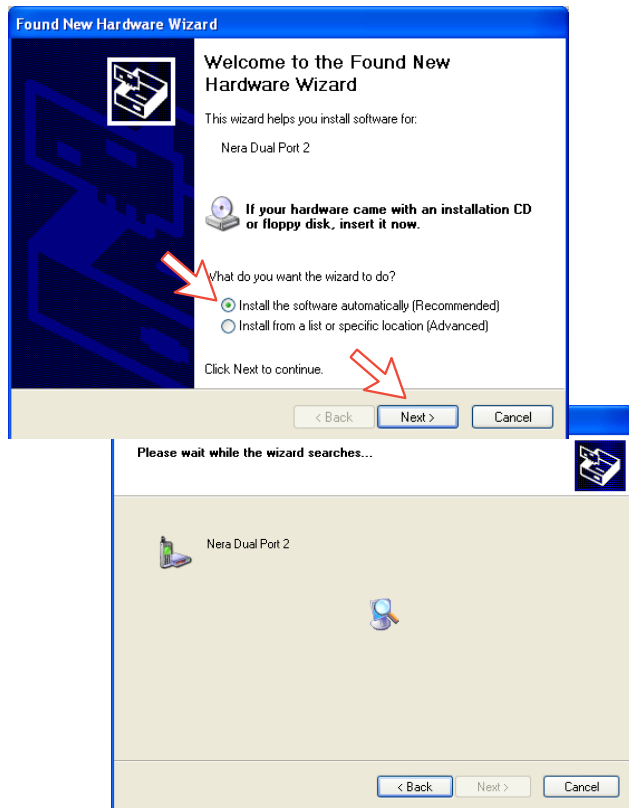 Found New Hardware Wizard
Welcome to the Found New
Hardware Wizard
This wizard helps you install software for:
Nera Dual Port 2
If your hardware came with an installation CD
or floppy disk, insert it now.
What do you want the wizard to do?
Install the software automatically (Recommended)
Install from a list or specific location (Advanced)
Click Next to continue.
< Back Next > Cancel
Please wait while the wizard searches...
Nera Dual Port 2
< Back Next > Cancel